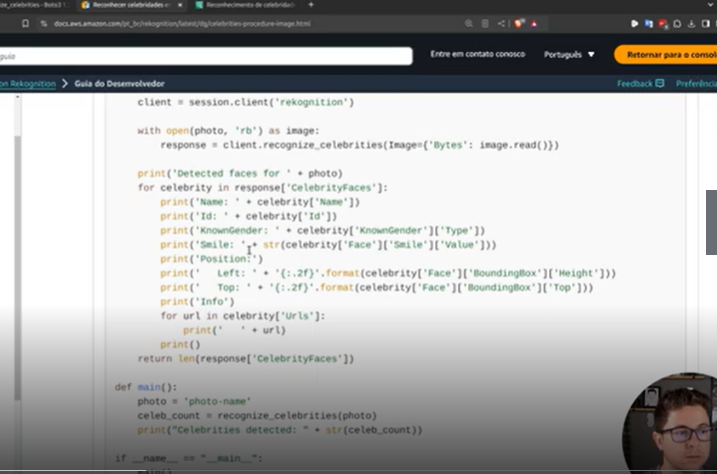 ze_celebrities - Boto3 1
Reconhecer celebridades e
Reconhecimento de celebridad
docs.aws.amazon.com/pt_br/rekognition/latest/dg/celebrities-procedure-image.html
guia
Entre em contato conosco
Português
Retornar para o consol
on Rekognition > Guia do Desenvolvedor
Feedback
Preferência
client = session.client('rekognition')
with open(photo, 'rb') as image:
response = client.recognize_celebrities(Image={'Bytes': image.read()})
print('Detected faces for ' + photo)
for celebrity in response['CelebrityFaces']:
print('Name: ' + celebrity['Name'])
print('Id: ' + celebrity['Id'])
print('KnownGender: ' + celebrity['KnownGender']['Type'])
print('Smile: ' + str(celebrity['Face']['Smile']['Value']))
print('Position:')
print('   Left: ' + '{:.2f}'.format(celebrity['Face']['BoundingBox']['Height']))
print('   Top: ' + '{:.2f}'.format(celebrity['Face']['BoundingBox']['Top']))
print('Info')
for url in celebrity['Urls']:
print('   ' + url)
print()
return len(response['CelebrityFaces'])
def main():
photo = 'photo-name'
celeb_count = recognize_celebrities(photo)
print("Celebrities detected: " + str(celeb_count))
if __name__ == "__main__":